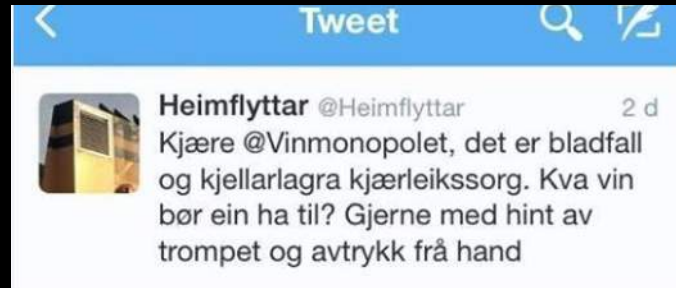 Tweet
Heimflyttar @Heimflyttar 2 d
Kjære @Vinmonopolet, det er bladfall
og kjellarlagra kjærleikssorg. Kva vin
bør ein ha til? Gjerne med hint av
trompet og avtrykk frå hand